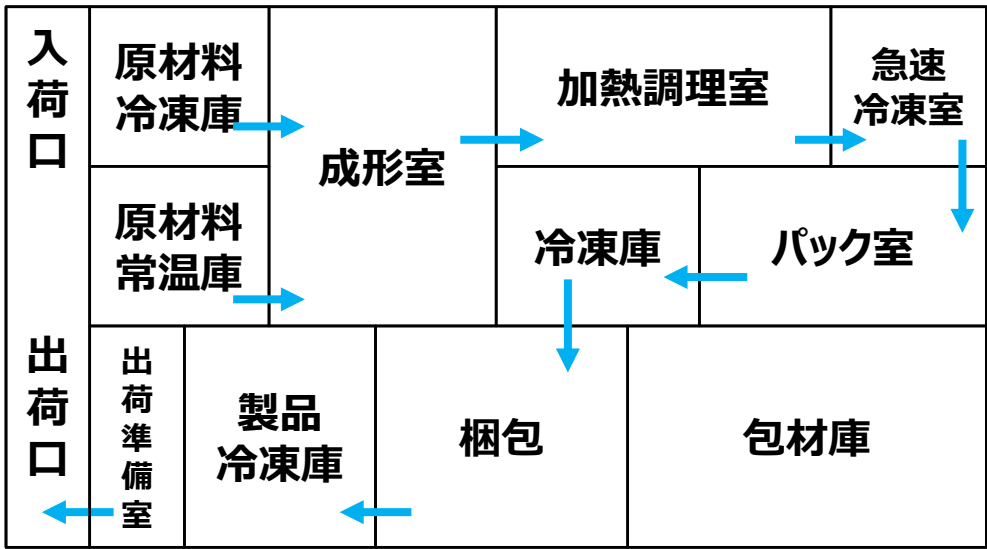 入荷口
原材料
冷凍庫
成形室
加熱調理室
急速
冷凍室
原材料
常温庫
冷凍庫
パック室
出荷口
出荷準備室
製品
冷凍庫
梱包
包材庫